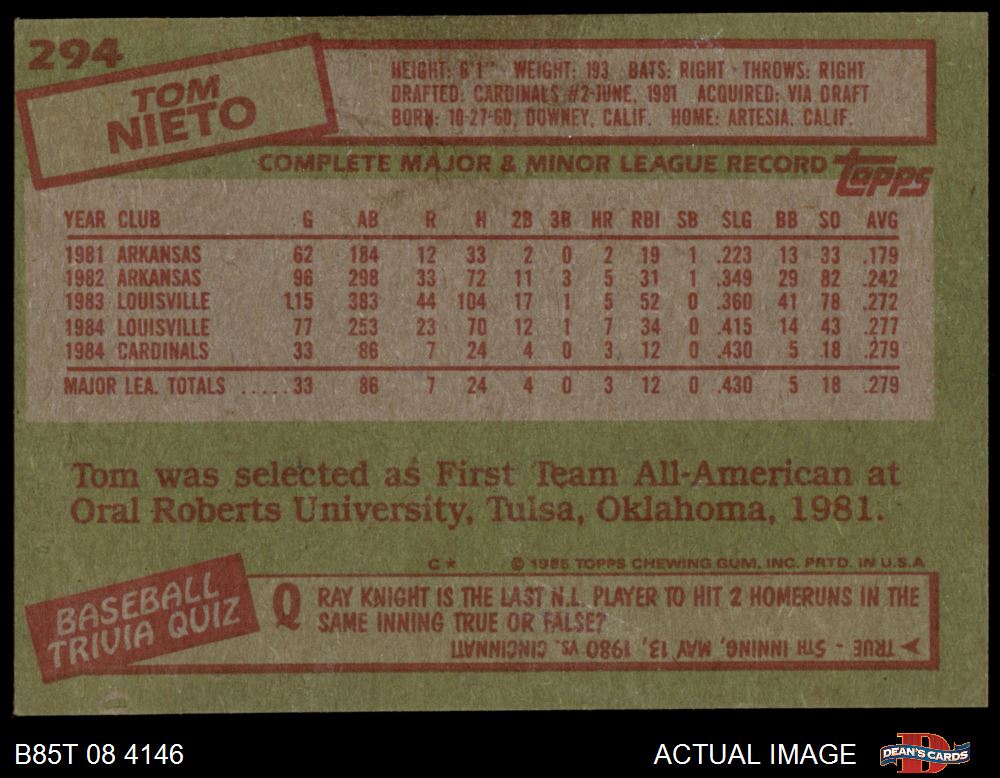 294
TOM
NIETO
HEIGHT: 6'1" WEIGHT: 193 BATS: RIGHT · THROWS: RIGHT
DRAFTED: CARDINALS #2-JUNE, 1981 ACQUIRED: VIA DRAFT
BORN: 10-27-60, DOWNEY, CALIF. HOME: ARTESIA, CALIF.
COMPLETE MAJOR & MINOR LEAGUE RECORD topps
YEAR CLUB G AB R H 2B 3B HR RBI SB SLG BB SO AVG
1981 ARKANSAS 62 184 12 33 2 0 2 19 1 .223 13 33 .179
1982 ARKANSAS 96 298 33 72 11 3 5 31 1 .349 29 82 .242
1983 LOUISVILLE 115 383 44 104 17 1 5 52 0 .360 41 78 .272
1984 LOUISVILLE 77 253 23 70 12 1 7 34 0 .415 14 43 .277
1984 CARDINALS 33 86 7 24 4 0 3 12 0 .430 5 18 .279
MAJOR LEA. TOTALS .....33 86 7 24 4 0 3 12 0 .430 5 18 .279
Tom was selected as First Team All-American at
Oral Roberts University, Tulsa, Oklahoma, 1981.
C* © 1985 TOPPS CHEWING GUM, INC. PRTD. IN U.S.A
BASEBALL
TRIVIA QUIZ
Q RAY KNIGHT IS THE LAST N.L. PLAYER TO HIT 2 HOMERUNS IN THE
SAME INNING TRUE OR FALSE?
TRUE - 5TH INNING, MAY 13, 1980 VS. CINCINNATI
B85T 08 4146 ACTUAL IMAGE D DEAN'S CARDS